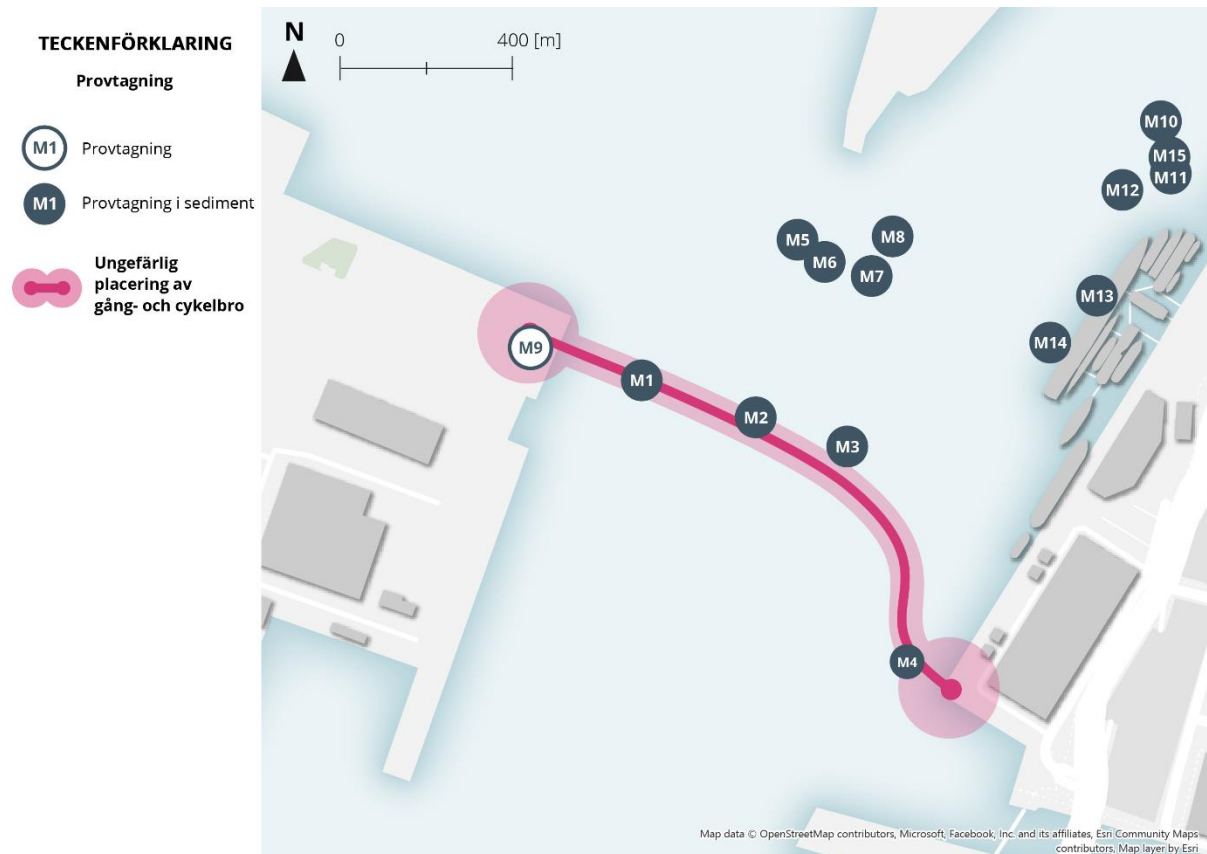 TECKENFÖRKLARING
Provtagning
M1 Provtagning
M1 Provtagning i sediment
Ungefärlig
placering av
gång- och cykelbro
N
0 400 [m]
M10
M15
M11
M12
M5
M8
M6
M7
M13
M14
M9
M1
M2
M3
M4
Map data © OpenStreetMap contributors, Microsoft, Facebook, Inc. and its affiliates, Esri Community Maps
contributors, Map layer by Esri